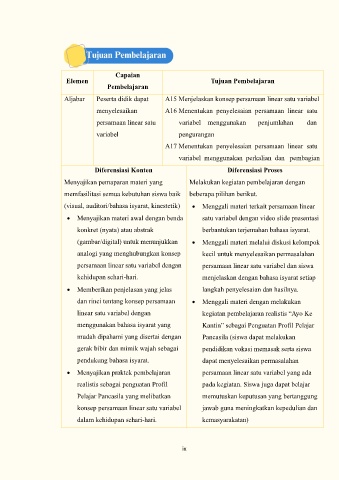 Tujuan Pembelajaran
Elemen
Capaian
Pembelajaran
Tujuan Pembelajaran
Aljabar
Peserta didik dapat
menyelesaikan
persamaan linear satu
variabel
A15 Menjelaskan konsep persamaan linear satu variabel
A16 Menentukan penyelesaian persamaan linear satu
variabel menggunakan penjumlahan dan
pengurangan
A17 Menentukan penyelesaian persamaan linear satu
variabel menggunakan perkalian dan pembagian
Diferensiasi Konten
Menyajikan pemaparan materi yang
memfasilitasi semua kebutuhan siswa baik
(visual, auditori/bahasa isyarat, kinestetik)
• Menyajikan materi awal dengan benda
konkret (nyata) atau abstrak
(gambar/digital) untuk menunjukkan
analogi yang menghubungkan konsep
persamaan linear satu variabel dengan
kehidupan sehari-hari.
• Memberikan penjelasan yang jelas
dan rinci tentang konsep persamaan
linear satu variabel dengan
menggunakan bahasa isyarat yang
mudah dipahami yang disertai dengan
gerak bibir dan mimik wajah sebagai
pendukung bahasa isyarat.
• Menyajikan praktek pembelajaran
realistis sebagai penguatan Profil
Pelajar Pancasila yang melibatkan
konsep persamaan linear satu variabel
dalam kehidupan sehari-hari.
Diferensiasi Proses
Melakukan kegiatan pembelajaran dengan
beberapa pilihan berikut.
• Menggali materi terkait persamaan linear
satu variabel dengan video slide presentasi
berbantukan terjemahan bahasa isyarat.
• Menggali materi melalui diskusi kelompok
kecil untuk menyelesaikan permasalahan
persamaan linear satu variabel dan siswa
menjelaskan dengan bahasa isyarat setiap
langkah penyelesaian dan hasilnya.
• Menggali materi dengan melakukan
kegiatan pembelajaran realistis “Ayo Ke
Kantin” sebagai Penguatan Profil Pelajar
Pancasila (siswa dapat melakukan
pendidikan vokasi memasak serta siswa
dapat menyelesaikan permasalahan
persamaan linear satu variabel yang ada
pada kegiatan. Siswa juga dapat belajar
memutuskan keputusan yang bertanggung
jawab guna meningkatkan kepedulian dan
kemasyarakatan)